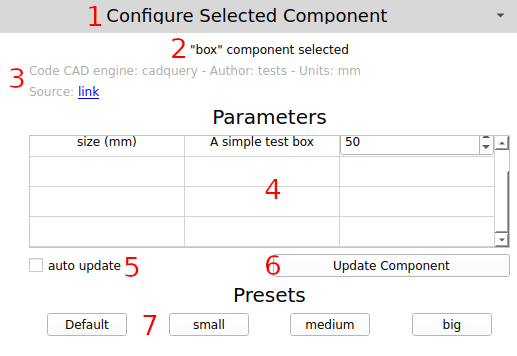 1 Configure Selected Component
2 "box" component selected
3 Code CAD engine: cadquery - Author: tests - Units: mm
Source: link
Parameters
size (mm) A simple test box 50
4
auto update 5 6 Update Component
Presets
Default 7 small medium big